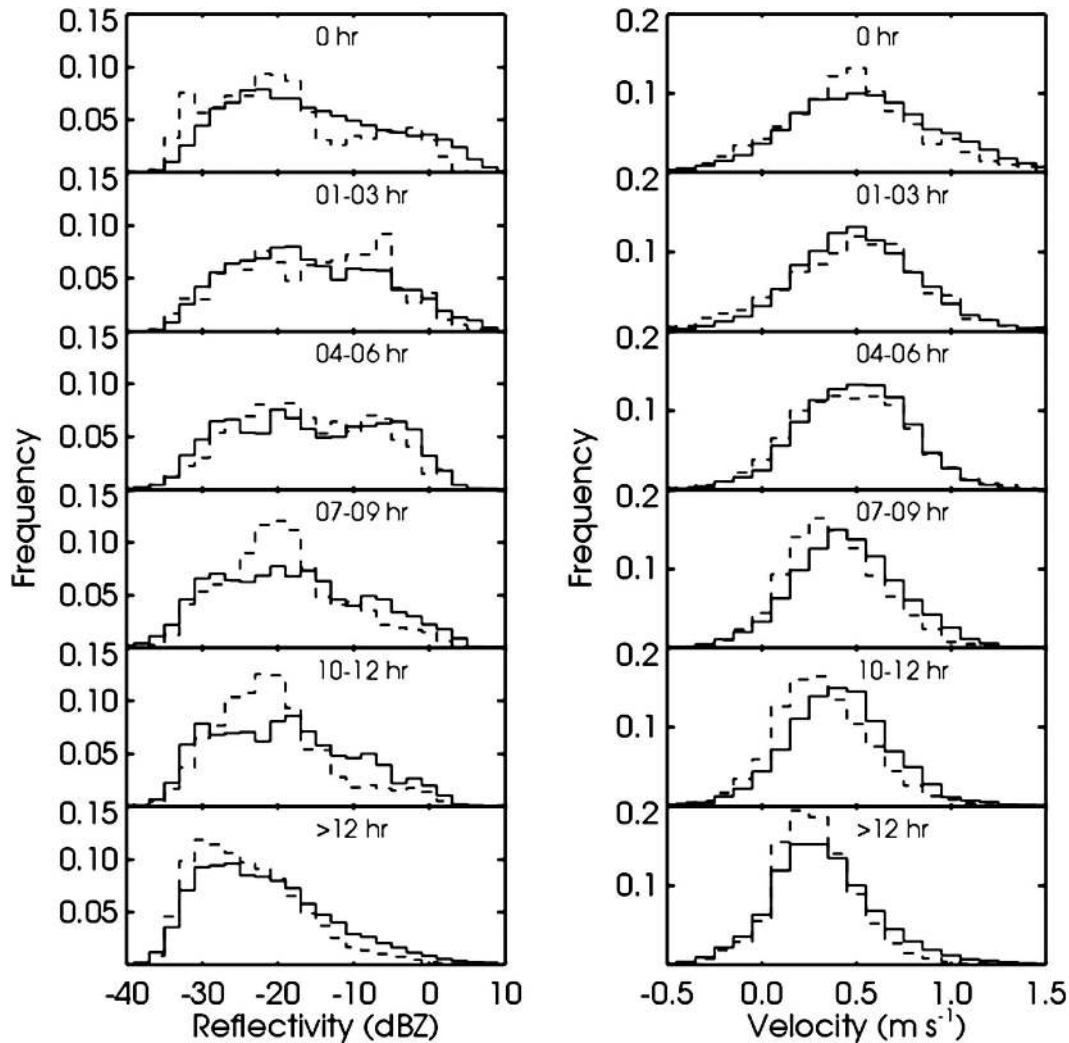 0.15
0 hr
0.10
0.05
0.15
01-03 hr
0.10
0.05
0.15
04-06 hr
0.10
0.05
0.15
07-09 hr
0.10
0.05
0.15
10-12 hr
0.10
0.05
0.15
>12 hr
0.10
0.05
Frequency
-40 -30 -20 -10 0 10
Reflectivity (dBZ)
0.2
0 hr
0.1
0.2
01-03 hr
0.1
0.2
04-06 hr
0.1
0.2
07-09 hr
0.1
0.2
10-12 hr
0.1
0.2
>12 hr
0.1
Frequency
-0.5 0.0 0.5 1.0 1.5
Velocity (m s⁻¹)